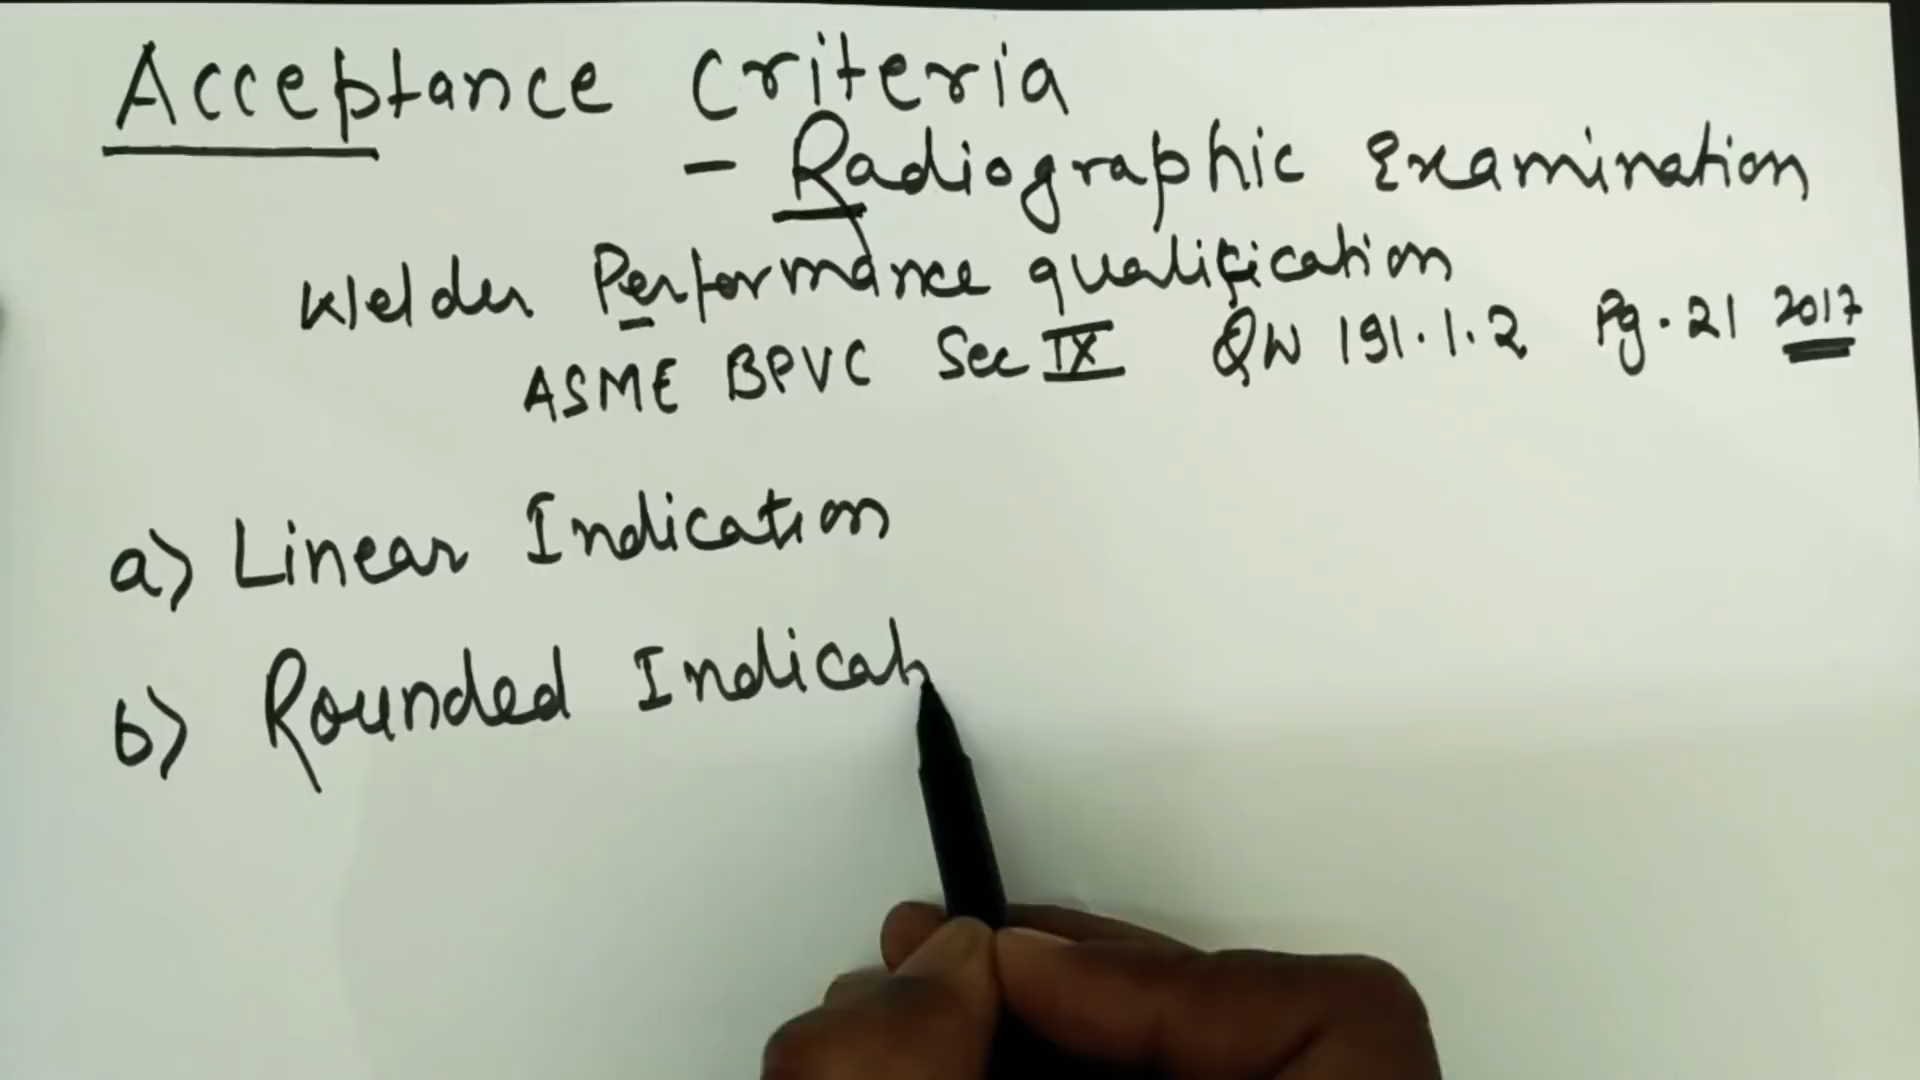 Acceptance Criteria
- Radiographic Examination
Welder Performance qualification
ASME BPVC Sec IX QW 191.1.2 Pg. 21 2017
a) Linear Indication
b) Rounded Indicati